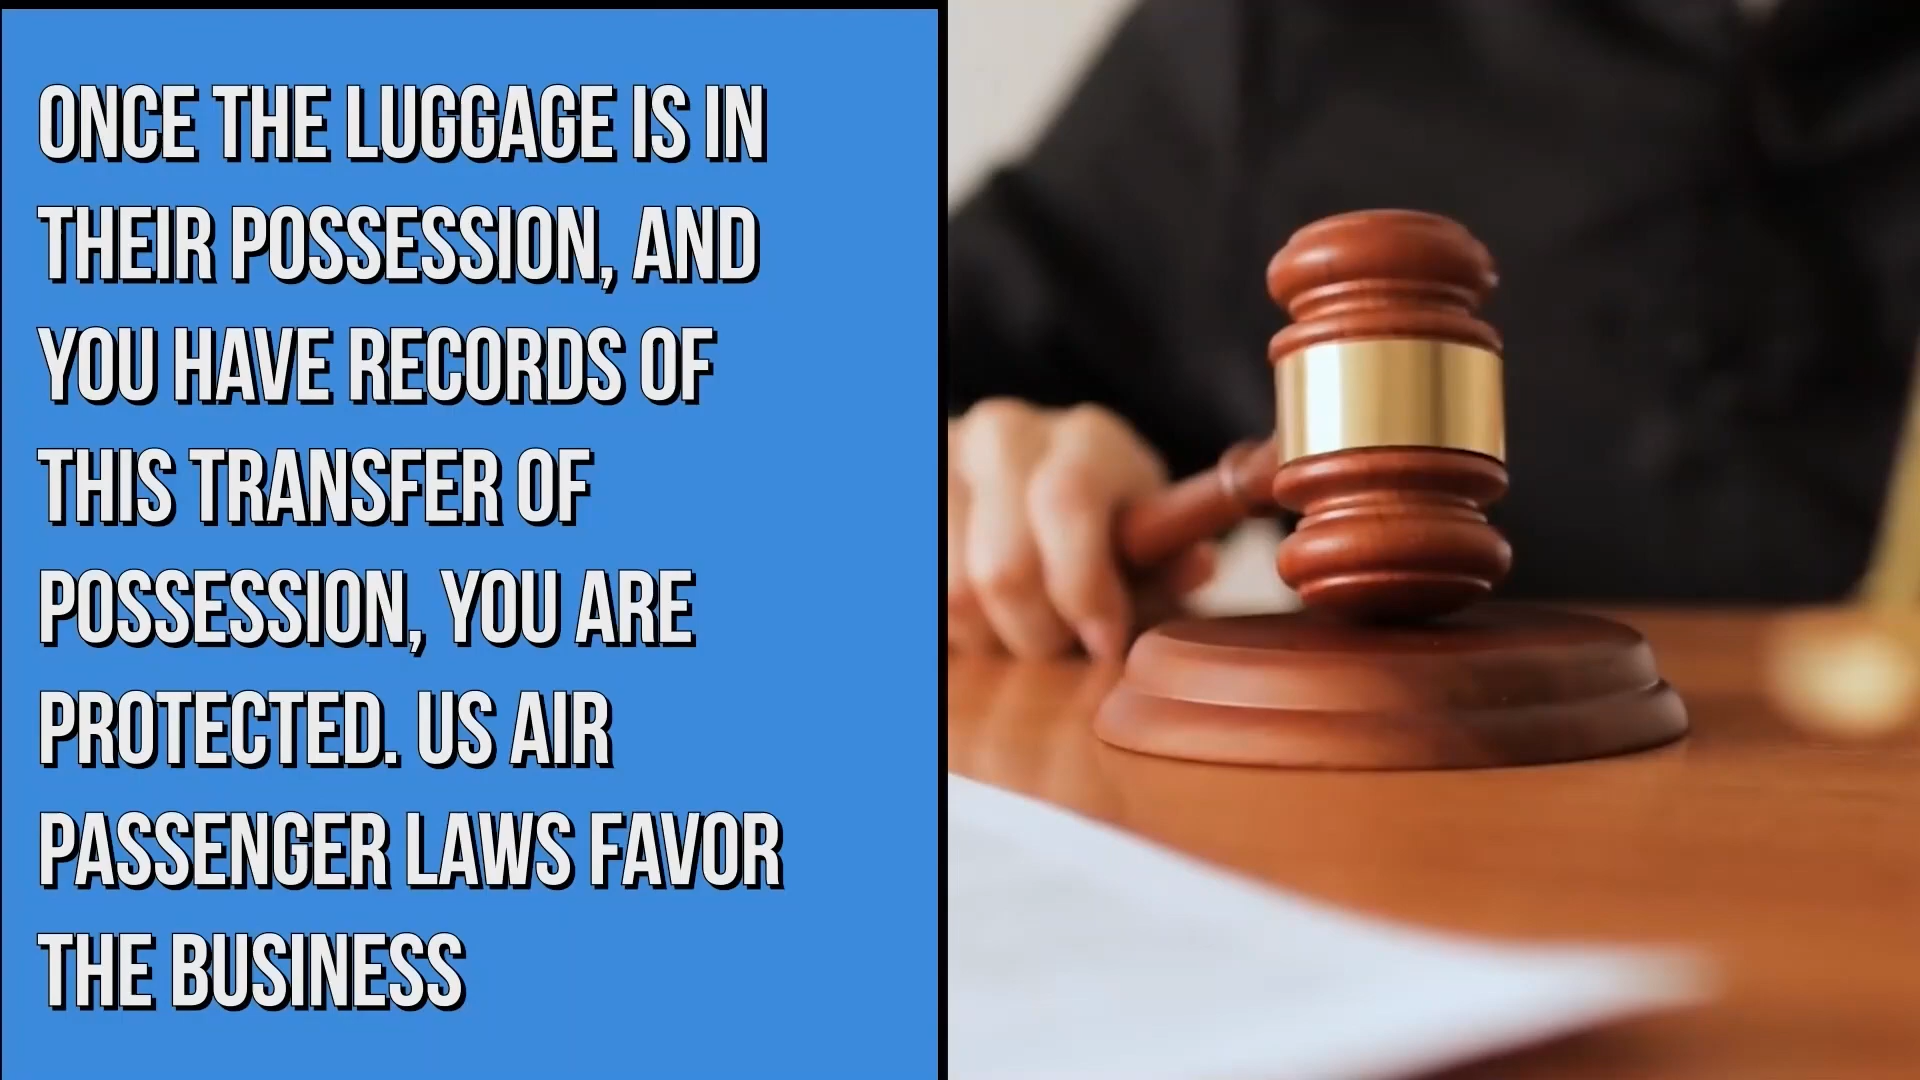 ONCE THE LUGGAGE IS IN
THEIR POSSESSION, AND
YOU HAVE RECORDS OF
THIS TRANSFER OF
POSSESSION, YOU ARE
PROTECTED. US AIR
PASSENGER LAWS FAVOR
THE BUSINESS